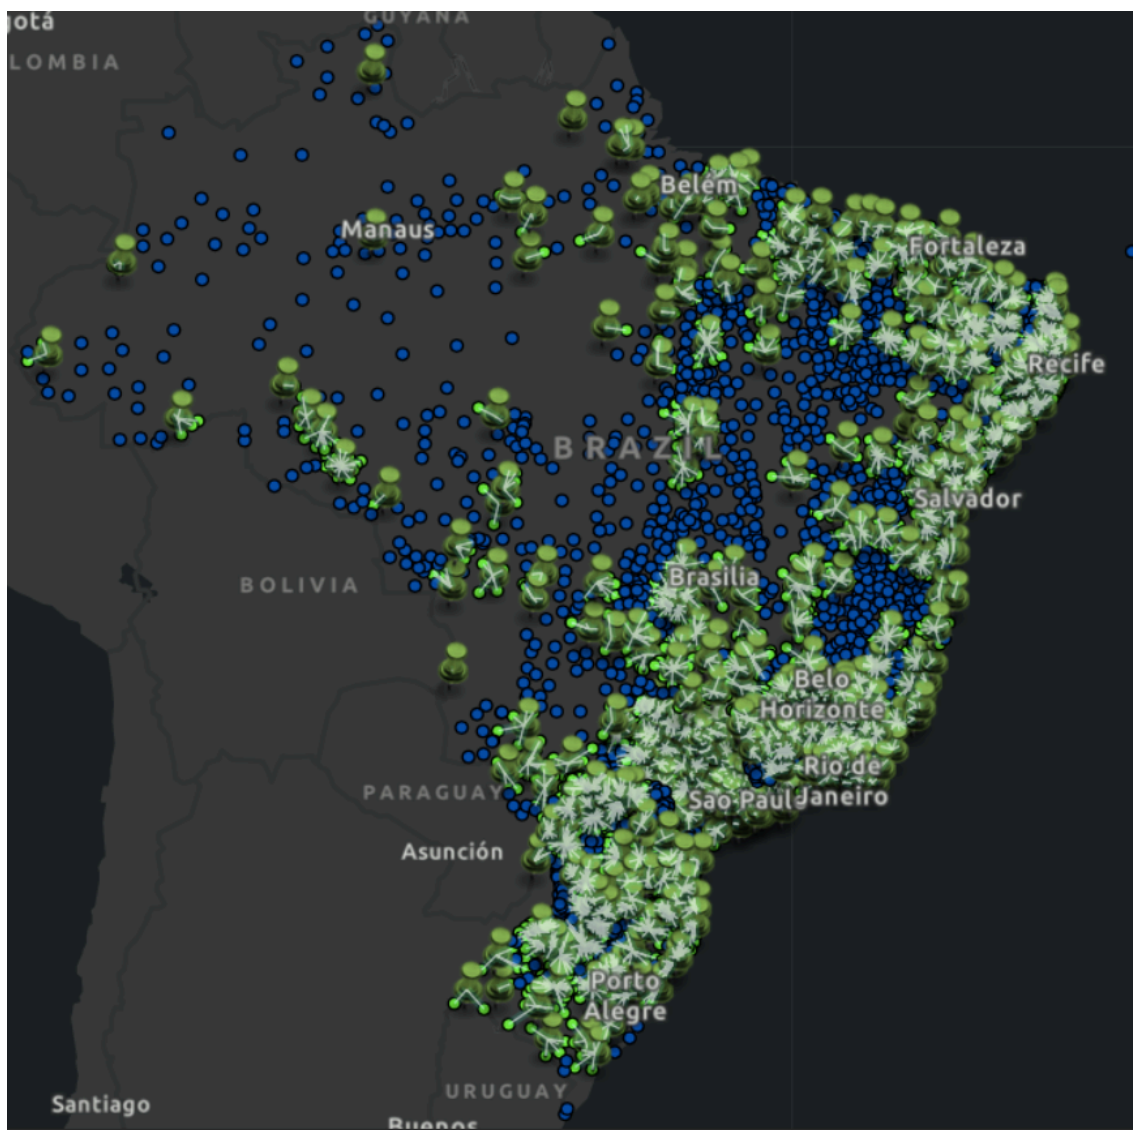 gotá
GUYANA
LOMBIA
Belém
Manaus
Fortaleza
Recife
BRAZIL
Salvador
Brasilia
BOLIVIA
Belo
Horizonte
Rio de
Janeiro
Sao Paul
PARAGUAY
Asunción
Porto
Alegre
URUGUAY
Santiago
Buenos